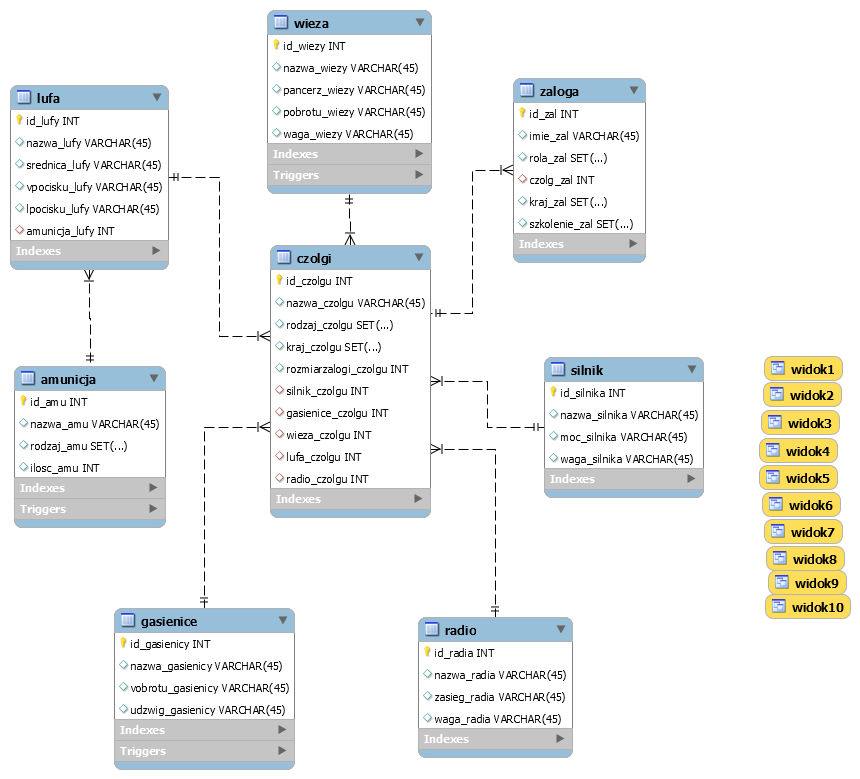 wieza
id_wiezy INT
nazwa_wiezy VARCHAR(45)
pancerz_wiezy VARCHAR(45)
pobrotu_wiezy VARCHAR(45)
waga_wiezy VARCHAR(45)
Indexes
Triggers
lufa
id_lufy INT
nazwa_lufy VARCHAR(45)
srednica_lufy VARCHAR(45)
vpocisku_lufy VARCHAR(45)
lpocisku_lufy VARCHAR(45)
amunicja_lufy INT
Indexes
zaloga
id_zal INT
imie_zal VARCHAR(45)
rola_zal SET(...)
czolg_zal INT
kraj_zal SET(...)
szkolenie_zal SET(...)
Indexes
czolgi
id_czolgu INT
nazwa_czolgu VARCHAR(45)
rodzaj_czolgu SET(...)
kraj_czolgu SET(...)
rozmiarzalogi_czolgu INT
silnik_czolgu INT
gasienice_czolgu INT
wieza_czolgu INT
lufa_czolgu INT
radio_czolgu INT
Indexes
amunicja
id_amu INT
nazwa_amu VARCHAR(45)
rodzaj_amu SET(...)
ilosc_amu INT
Indexes
Triggers
silnik
id_silnika INT
nazwa_silnika VARCHAR(45)
moc_silnika VARCHAR(45)
waga_silnika VARCHAR(45)
Indexes
widok1
widok2
widok3
widok4
widok5
widok6
widok7
widok8
widok9
widok10
gasienice
id_gasienicy INT
nazwa_gasienicy VARCHAR(45)
vobrotu_gasienicy VARCHAR(45)
udzwig_gasienicy VARCHAR(45)
Indexes
Triggers
radio
id_radia INT
nazwa_radia VARCHAR(45)
zasieg_radia VARCHAR(45)
waga_radia VARCHAR(45)
Indexes